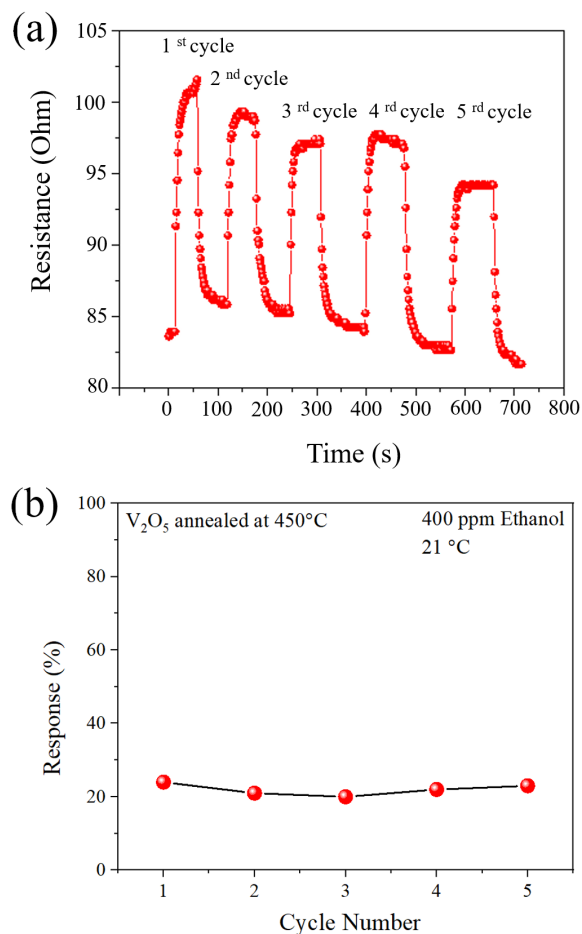 (a)
105
100
95
90
85
80
Resistance (Ohm)
1 st cycle
2 nd cycle
3 rd cycle 4 rd cycle 5 rd cycle
0 100 200 300 400 500 600 700 800
Time (s)
(b)
100
80
60
40
20
0
Response (%)
V₂O₅ annealed at 450°C
400 ppm Ethanol
21 °C
1 2 3 4 5
Cycle Number